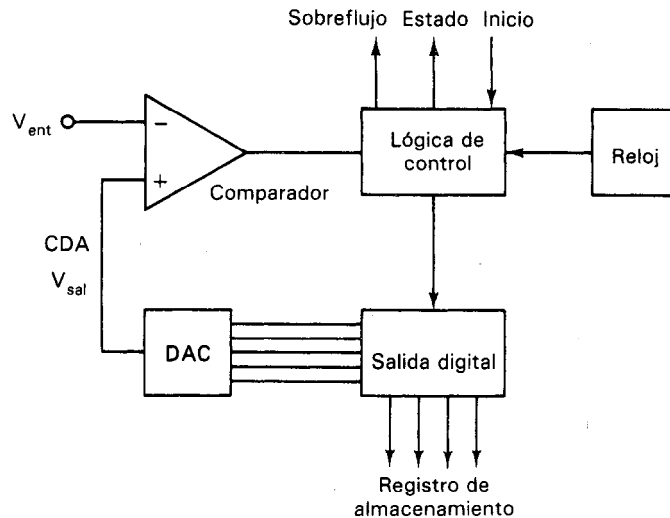 Sobreflujo Estado Inicio
V_ent
−
+
Comparador
Lógica de
control
Reloj
CDA
V_sal
DAC
Salida digital
Registro de
almacenamiento